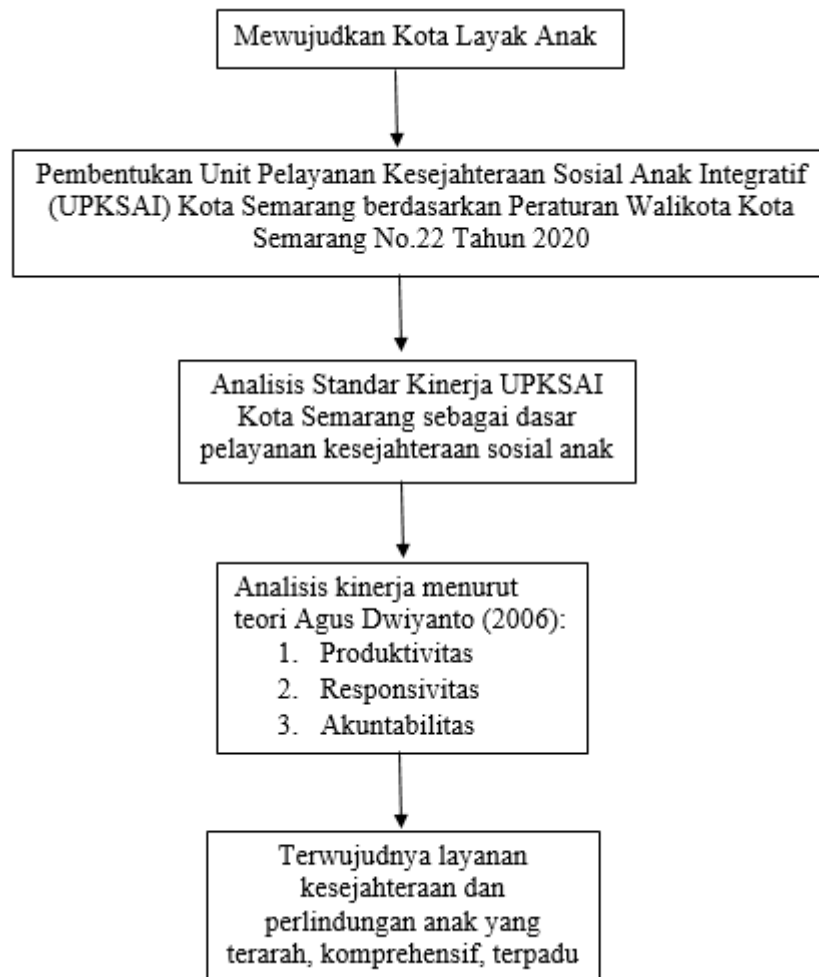 Mewujudkan Kota Layak Anak
Pembentukan Unit Pelayanan Kesejahteraan Sosial Anak Integratif
(UPKSAI) Kota Semarang berdasarkan Peraturan Walikota Kota
Semarang No.22 Tahun 2020
Analisis Standar Kinerja UPKSAI
Kota Semarang sebagai dasar
pelayanan kesejahteraan sosial anak
Analisis kinerja menurut
teori Agus Dwiyanto (2006):
1. Produktivitas
2. Responsivitas
3. Akuntabilitas
Terwujudnya layanan
kesejahteraan dan
perlindungan anak yang
terarah, komprehensif, terpadu